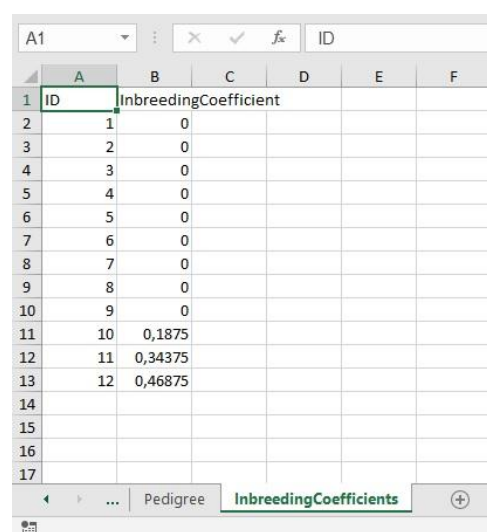 A1 fx ID
A B C D E F
1 ID InbreedingCoefficient
2 1 0
3 2 0
4 3 0
5 4 0
6 5 0
7 6 0
8 7 0
9 8 0
10 9 0
11 10 0,1875
12 11 0,34375
13 12 0,46875
14
15
16
17
... Pedigree InbreedingCoefficients